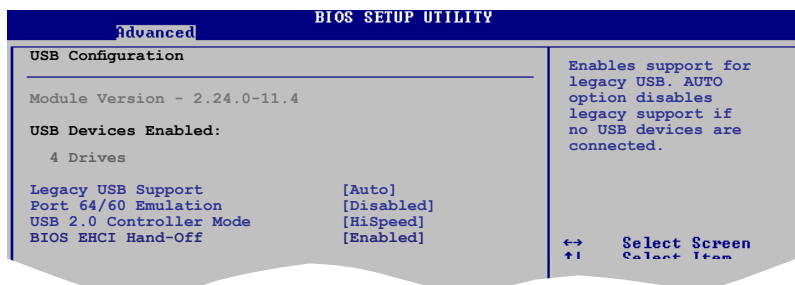 BIOS SETUP UTILITY
Advanced
USB Configuration
Module Version - 2.24.0-11.4
USB Devices Enabled:
4 Drives
Legacy USB Support [Auto]
Port 64/60 Emulation [Disabled]
USB 2.0 Controller Mode [HiSpeed]
BIOS EHCI Hand-Off [Enabled]
Enables support for
legacy USB. AUTO
option disables
legacy support if
no USB devices are
connected.
↔ Select Screen
↑↓ Select Item